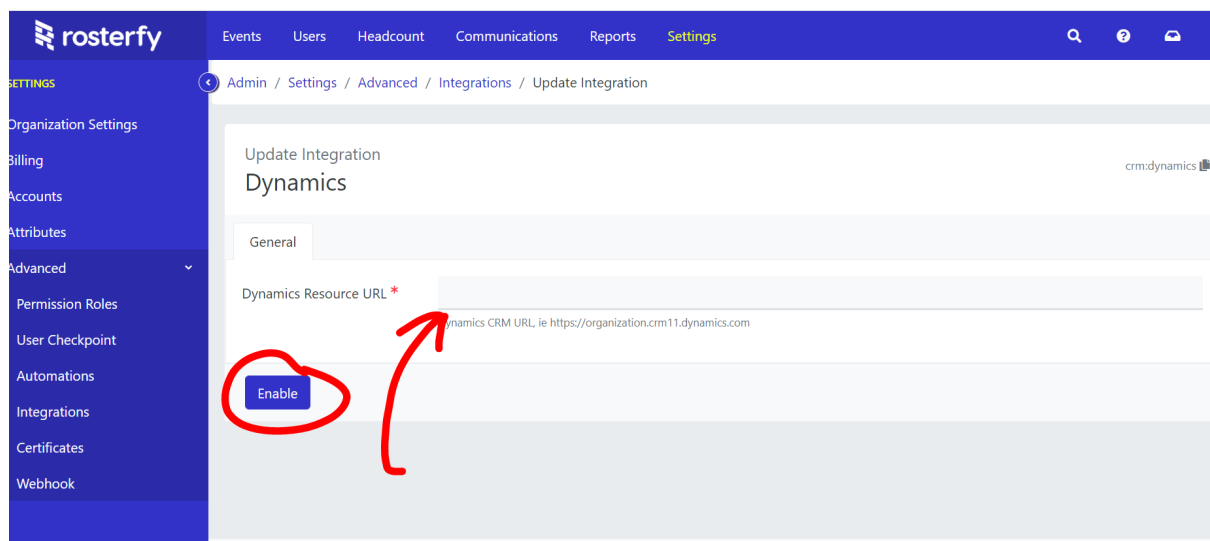 rosterfy
Events Users Headcount Communications Reports Settings
SETTINGS
Admin / Settings / Advanced / Integrations / Update Integration
Organization Settings
Billing
Accounts
Attributes
Advanced
Permission Roles
User Checkpoint
Automations
Integrations
Certificates
Webhook
Update Integration
Dynamics
crm:dynamics
General
Dynamics Resource URL *
Dynamics CRM URL, ie https://organization.crm11.dynamics.com
Enable